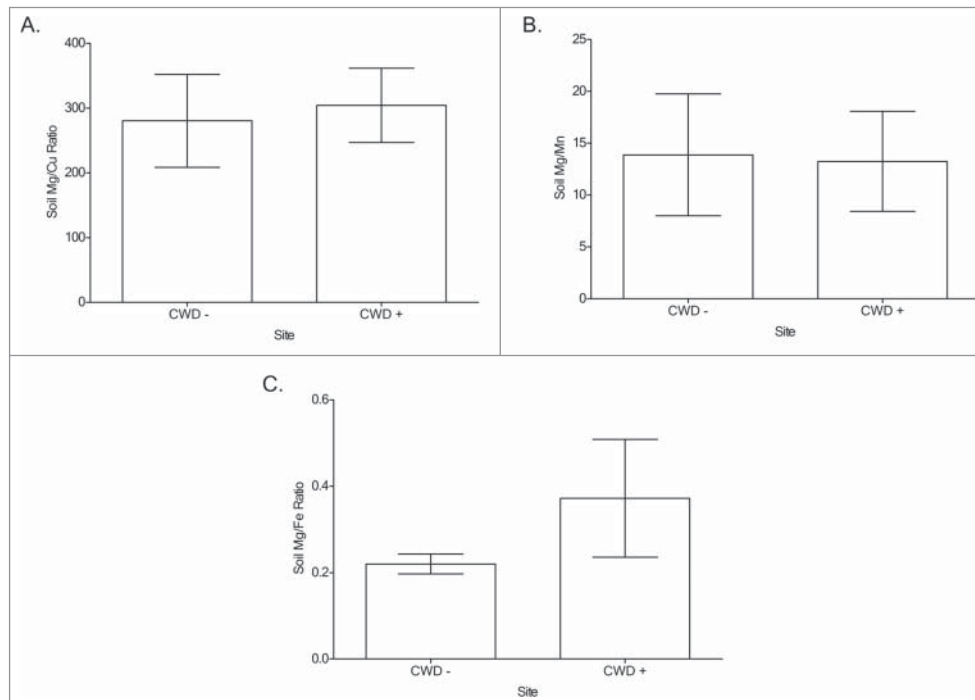 A.
Soil Mg/Cu Ratio
400
300
200
100
0
CWD -
CWD +
Site
B.
Soil Mg/Mn
25
20
15
10
5
0
CWD -
CWD +
Site
C.
Soil Mg/Fe Ratio
0.6
0.4
0.2
0.0
CWD -
CWD +
Site